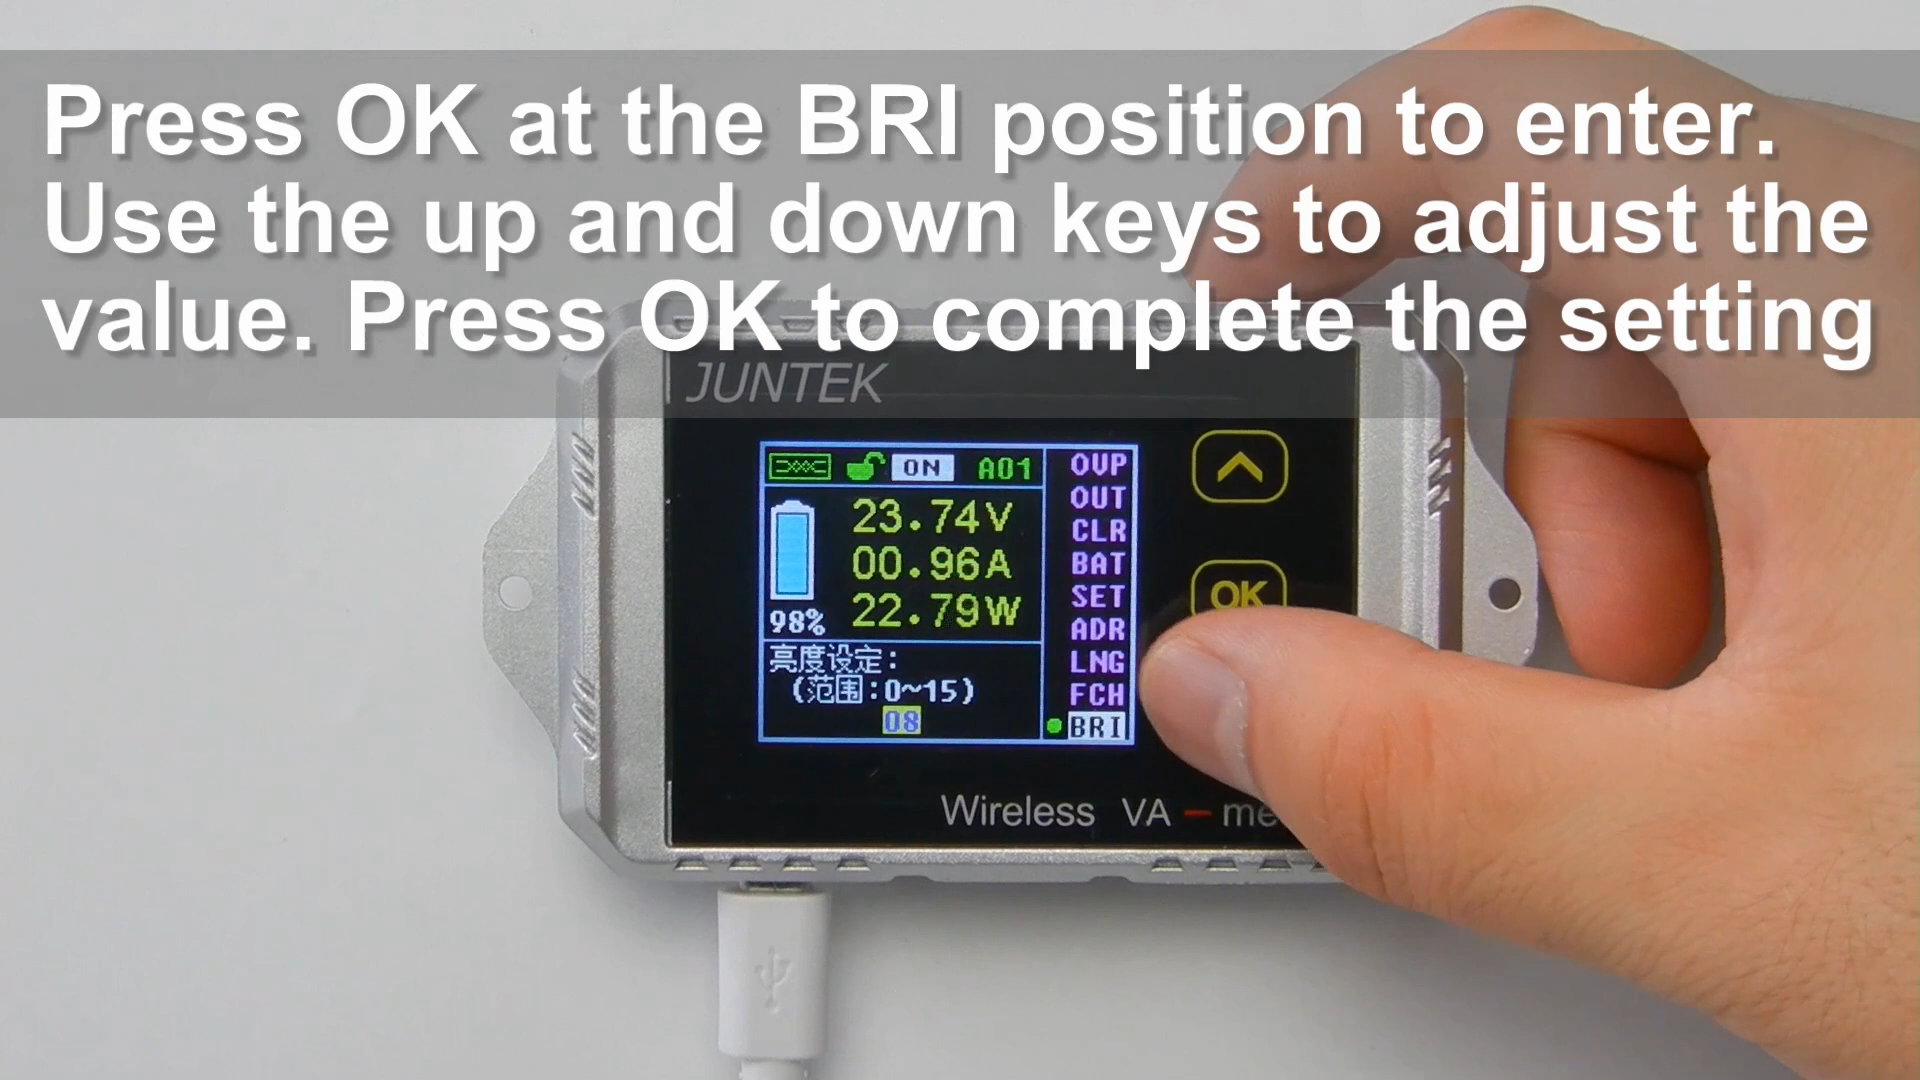 Press OK at the BRI position to enter.
Use the up and down keys to adjust the
value. Press OK to complete the setting
JUNTEK
ON A01
23.74V
00.96A
22.79W
98%
亮度设定:
(范围:0~15)
08
OVP
OUT
CLR
BAT
SET
ADR
LNG
FCH
BRI
OK
Wireless VA